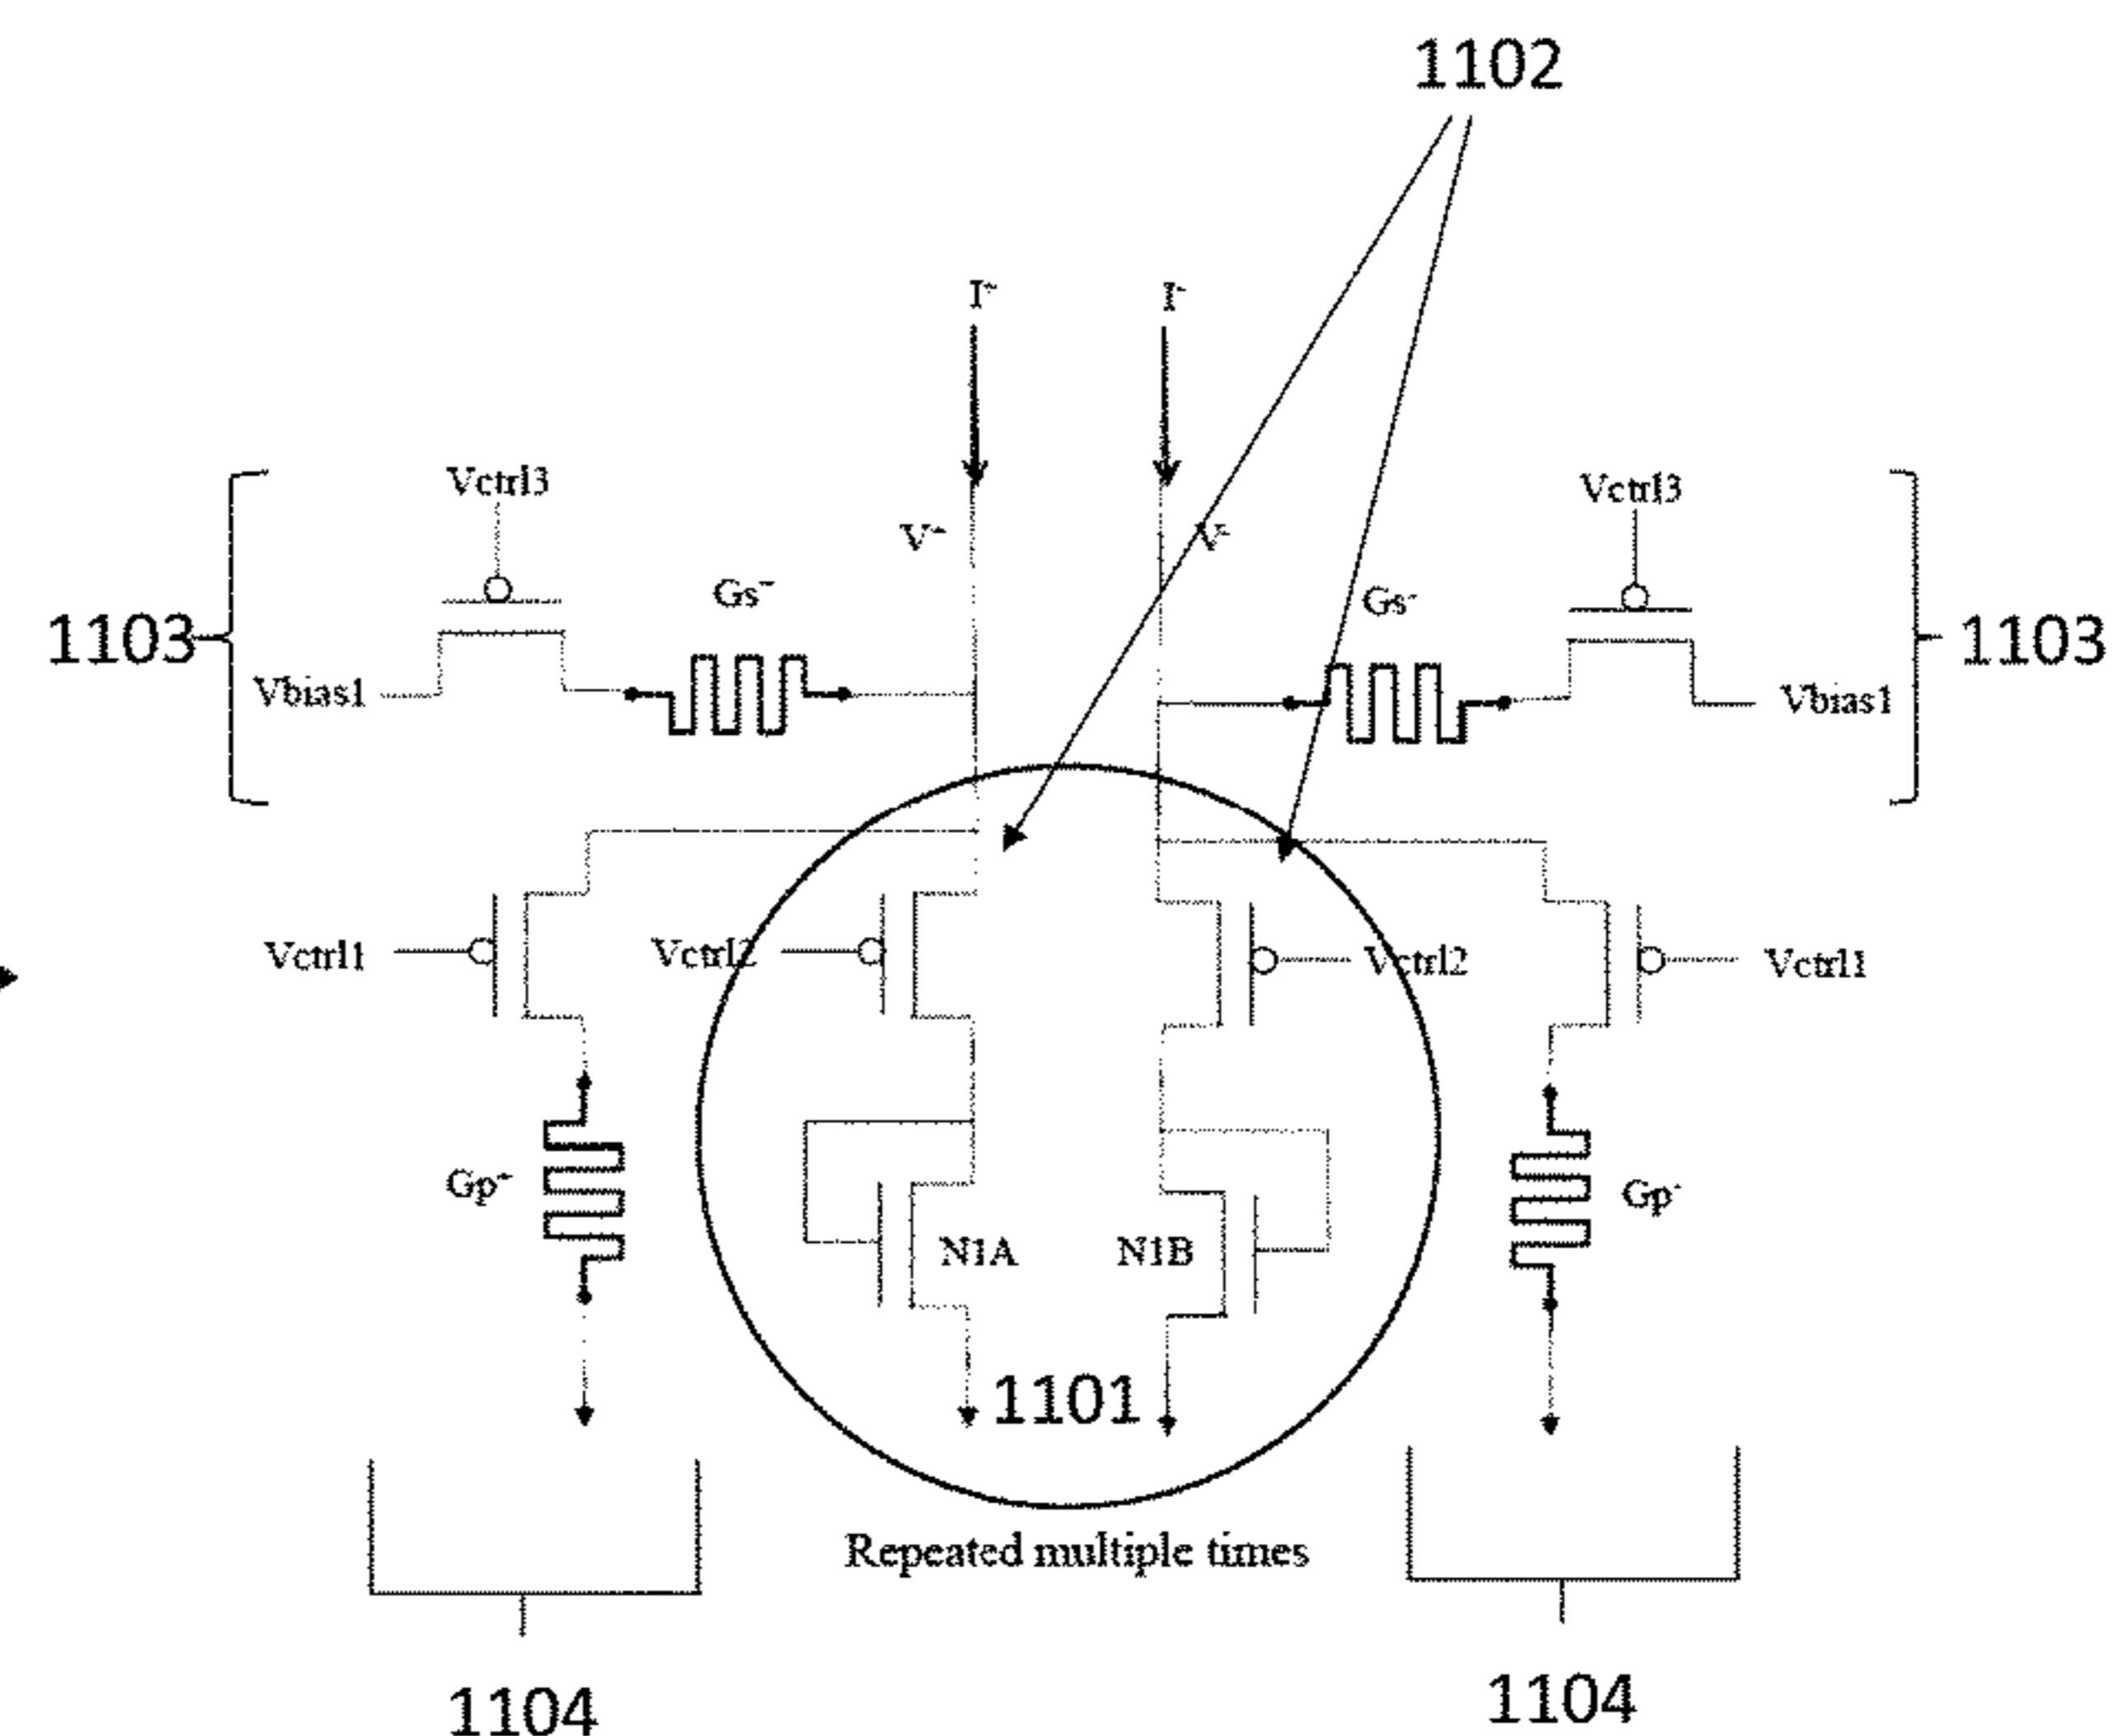 1102
I⁺ I⁻
Vctrl3 Vctrl3
V⁺ V⁻
Gs⁺ Gs⁻
1103 1103
Vbias1 Vbias1
Vctrl1 Vctrl2 Vctrl2 Vctrl1
Gp⁺ Gp⁻
N1A N1B
1101
Repeated multiple times
1104 1104